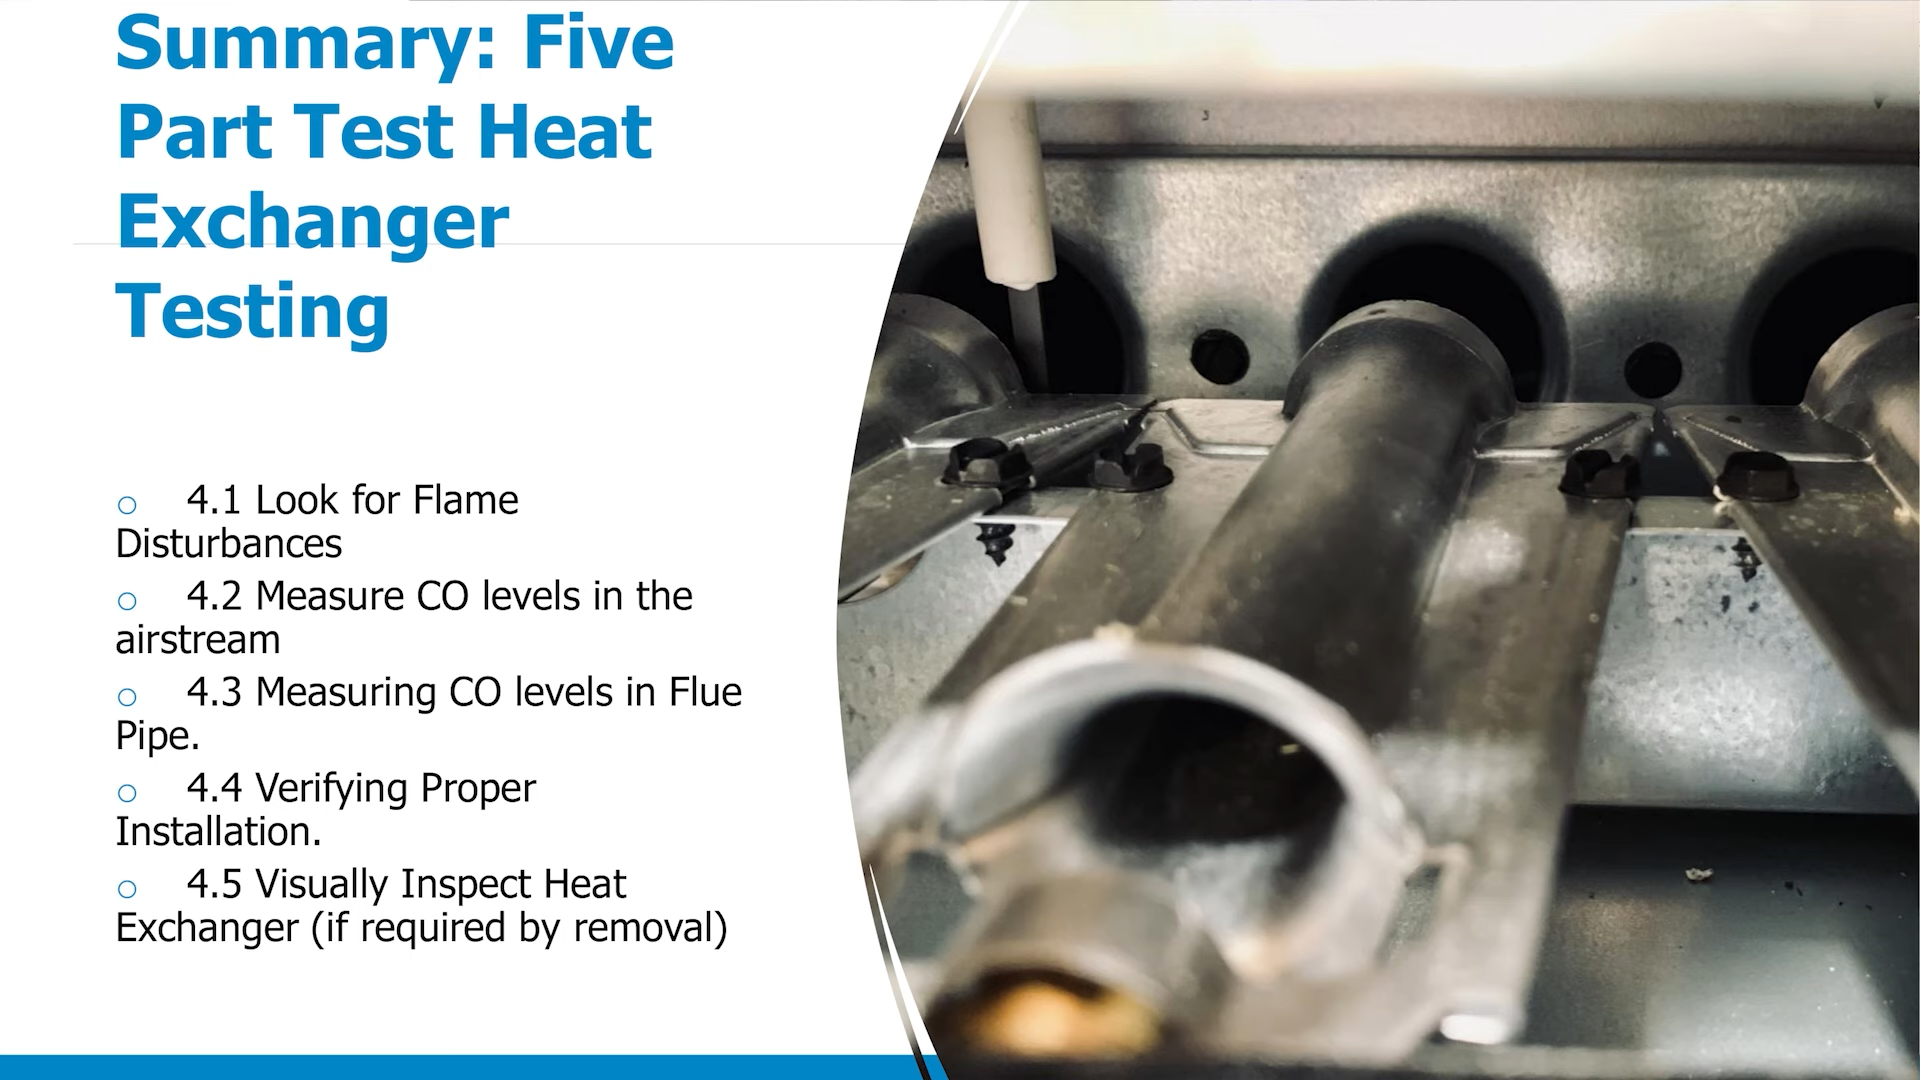 Summary: Five
Part Test Heat
Exchanger
Testing
o 4.1 Look for Flame
Disturbances
o 4.2 Measure CO levels in the
airstream
o 4.3 Measuring CO levels in Flue
Pipe.
o 4.4 Verifying Proper
Installation.
o 4.5 Visually Inspect Heat
Exchanger (if required by removal)